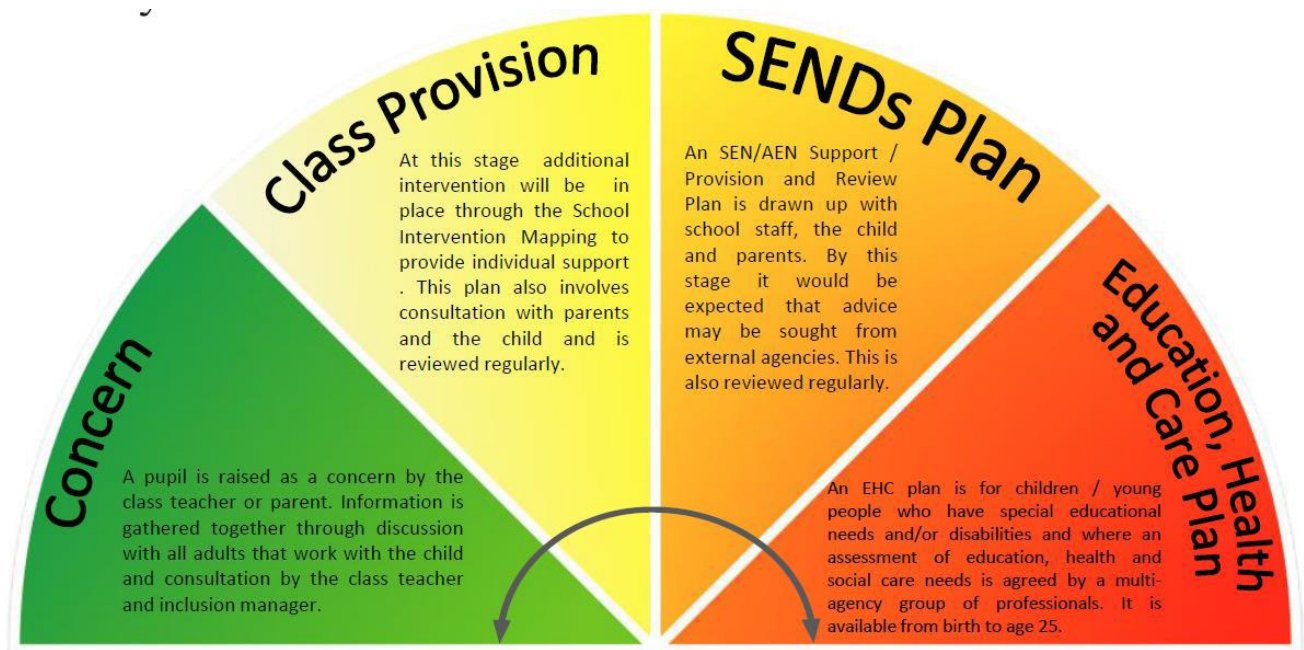 Concern
A pupil is raised as a concern by the
class teacher or parent. Information is
gathered together through discussion
with all adults that work with the child
and consultation by the class teacher
and inclusion manager.
Class Provision
At this stage additional
intervention will be in
place through the School
Intervention Mapping to
provide individual support
. This plan also involves
consultation with parents
and the child and is
reviewed regularly.
SENDs Plan
An SEN/AEN Support /
Provision and Review
Plan is drawn up with
school staff, the child
and parents. By this
stage it would be
expected that advice
may be sought from
external agencies. This is
also reviewed regularly.
Education, Health
and Care Plan
An EHC plan is for children / young
people who have special educational
needs and/or disabilities and where an
assessment of education, health and
social care needs is agreed by a multi-
agency group of professionals. It is
available from birth to age 25.